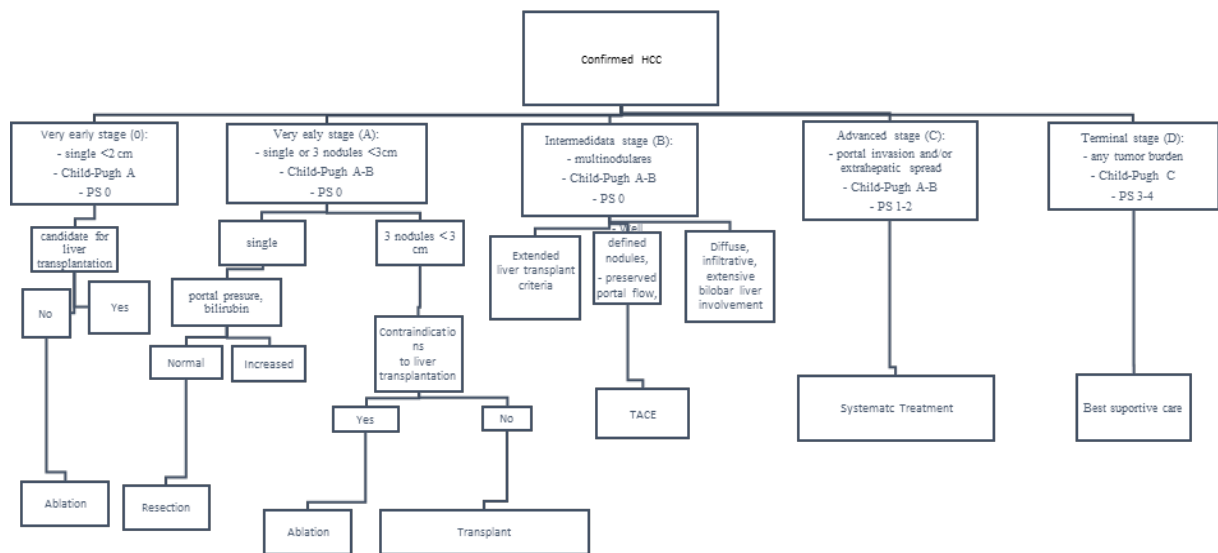 Confirmed HCC
Very early stage (0):
- single <2 cm
- Child-Pugh A
- PS 0
Very ealy stage (A):
- single or 3 nodules <3cm
- Child-Pugh A-B
- PS 0
Intermedidata stage (B):
- multinodulares
- Child-Pugh A-B
- PS 0
Advanced stage (C):
- portal invasion and/or
extrahepatic spread
- Child-Pugh A-B
- PS 1-2
Terminal stage (D):
- any tumor burden
- Child-Pugh C
- PS 3-4
candidate for
liver
transplantation
single
3 nodules < 3
cm
Extended
liver transplant
criteria
- Well
defined
nodules,
- preserved
portal flow,
Diffuse,
infiltrative,
extensive
bilobar liver
involvement
No
Yes
portal presure,
bilirubin
Normal
Increased
Contraindicatio
ns
to liver
transplantation
Yes
No
TACE
Systematc Treatment
Best suportive care
Ablation
Resection
Ablation
Transplant